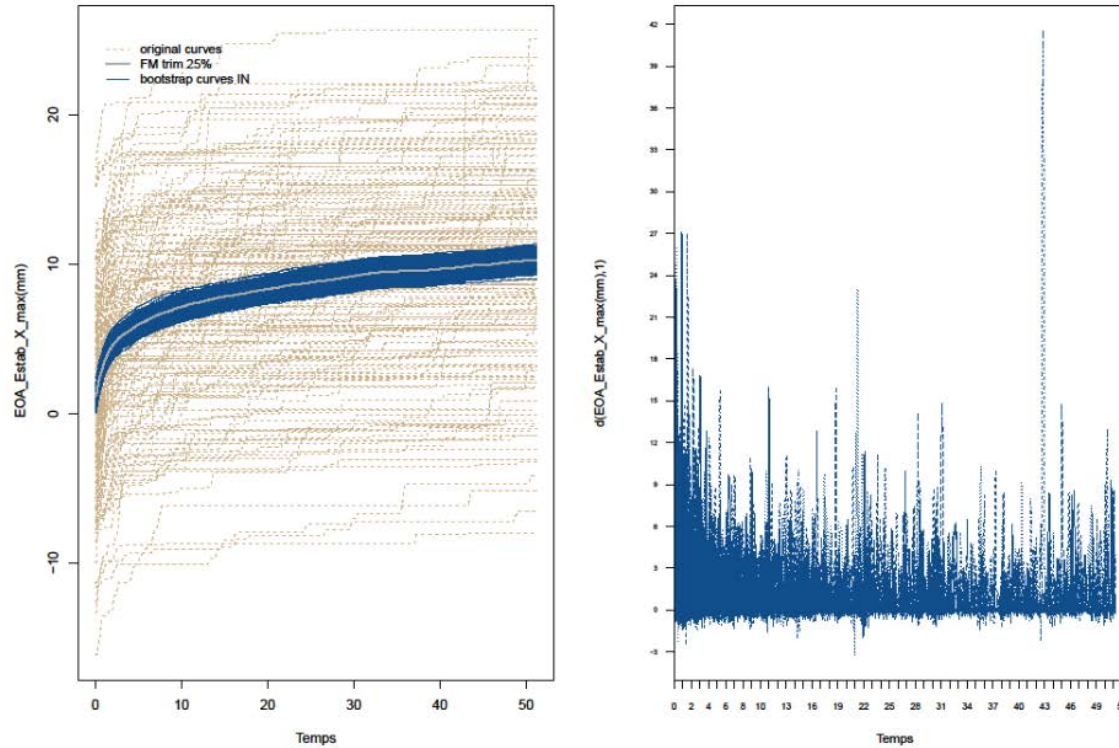 original curves
FM trim 25%
bootstrap curves IN
20
10
0
−10
EOA_Estab_X_max(mm)
0 10 20 30 40 50
Temps
42
39
36
33
30
27
24
21
18
15
12
9
6
3
0
−3
d(EOA_Estab_X_max(mm),1)
0 2 4 6 8 10 13 16 19 22 25 28 31 34 37 40 43 46 49 5
Temps